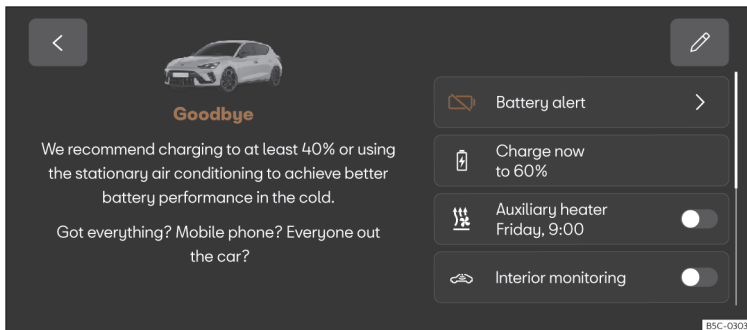 Goodbye
We recommend charging to at least 40% or using
the stationary air conditioning to achieve better
battery performance in the cold.
Got everything? Mobile phone? Everyone out
the car?
Battery alert
Charge now
to 60%
Auxiliary heater
Friday, 9:00
Interior monitoring
B5C-0303